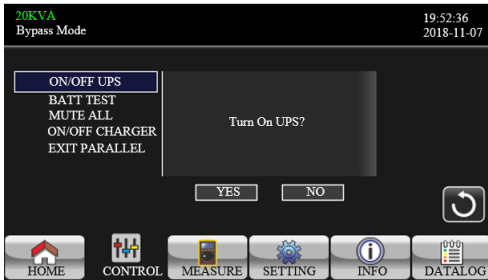 20KVA
Bypass Mode
19:52:36
2018-11-07
ON/OFF UPS
BATT TEST
MUTE ALL
ON/OFF CHARGER
EXIT PARALLEL
Turn On UPS?
YES
NO
HOME
CONTROL
MEASURE
SETTING
INFO
DATALOG